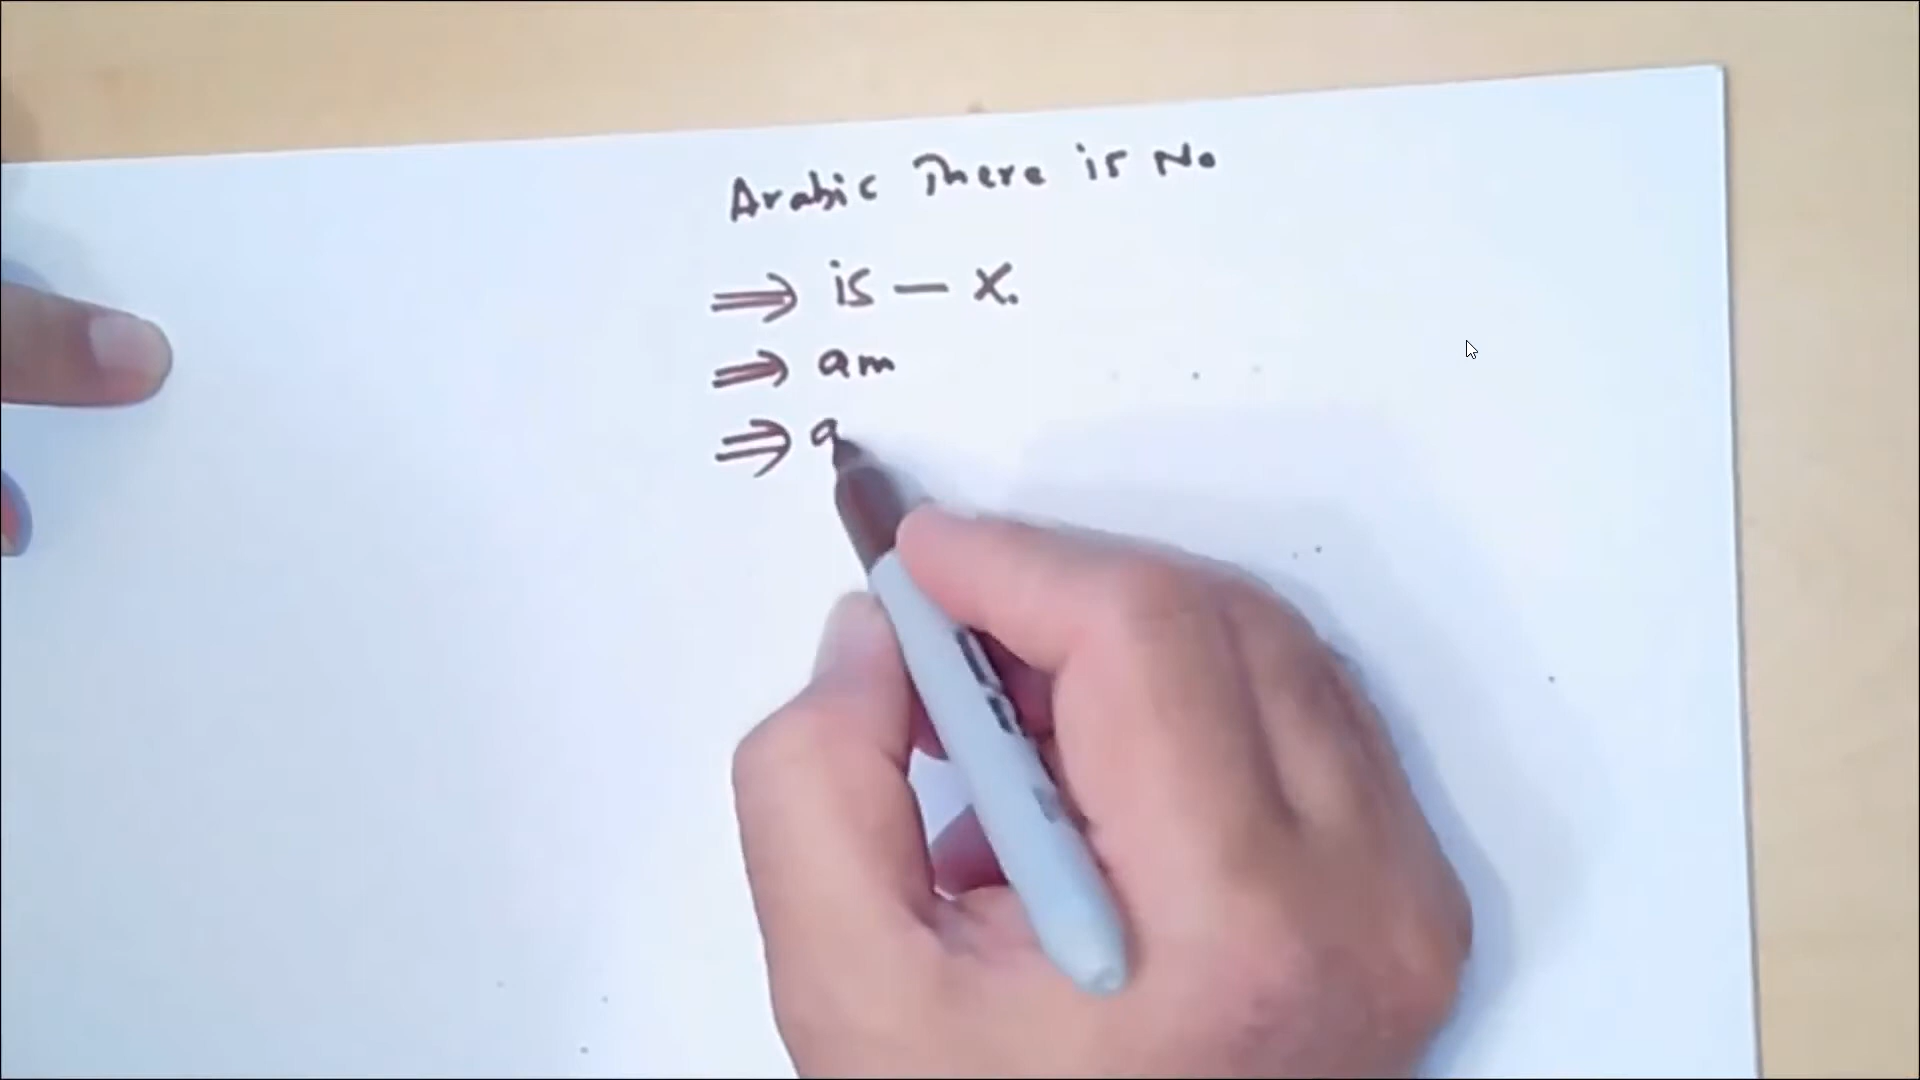 Arabic There is No
⇒ is — X.
⇒ am
⇒ a